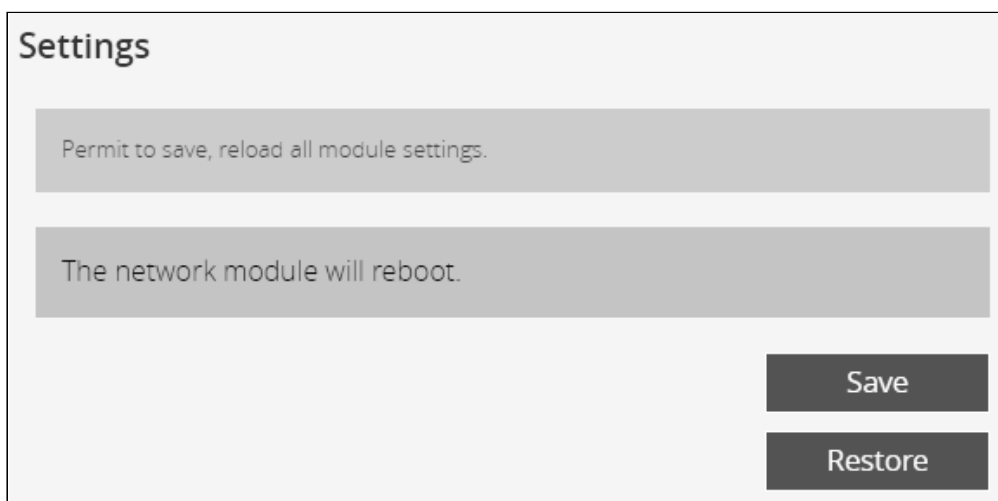 Settings
Permit to save, reload all module settings.
The network module will reboot.
Save
Restore